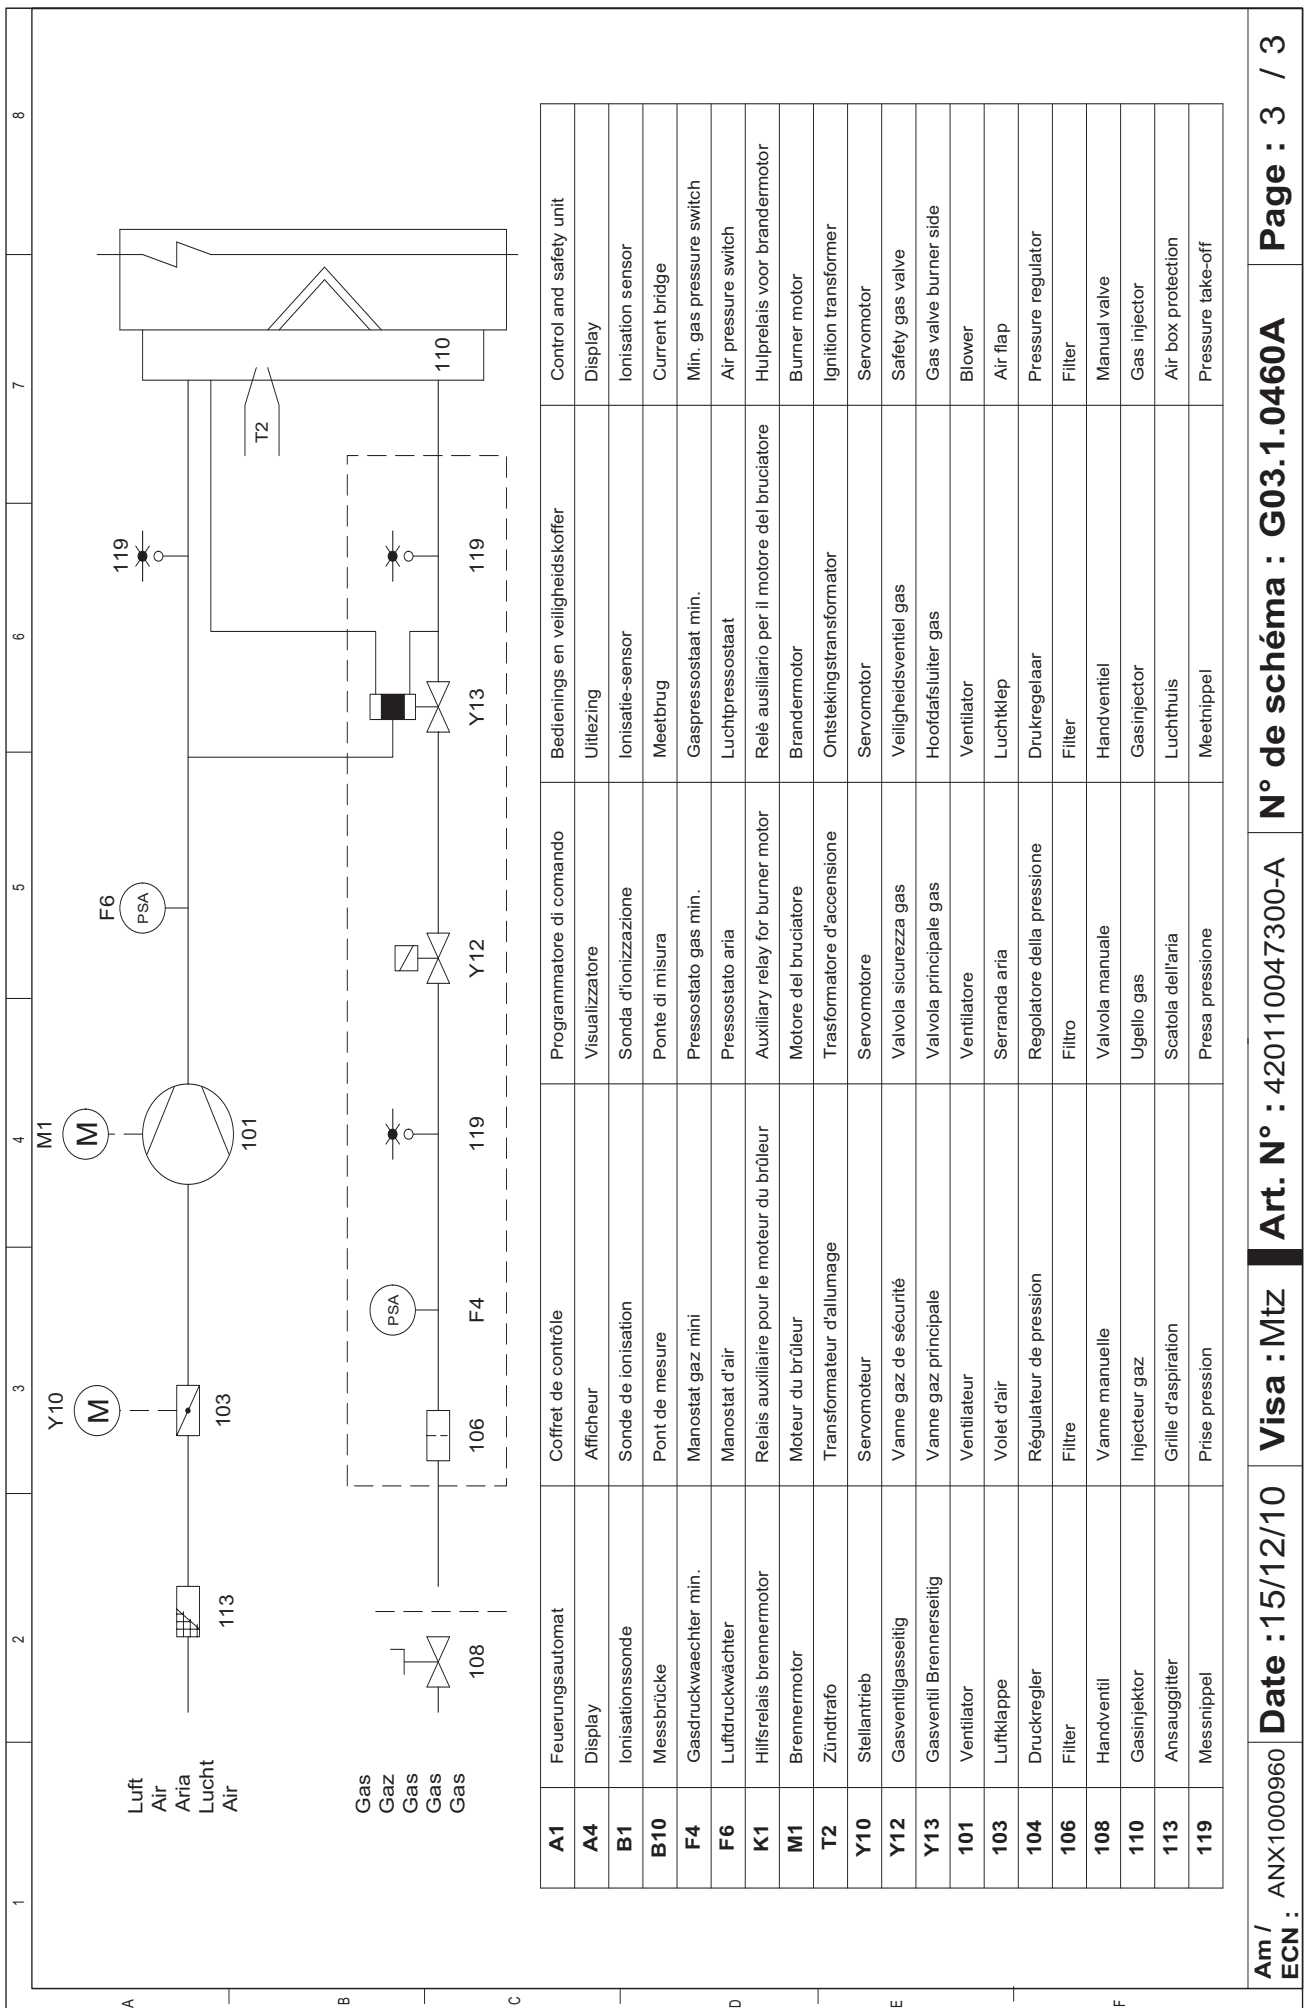 1 2 3 4 5 6 7 8
A
B
C
D
E
F
Luft
Air
Aria
Lucht
Air
113
Y10
M
103
M1
M
101
F6
PSA
119
T2
110
Gas
Gaz
Gas
Gas
Gas
108
106
PSA
F4
119
Y12
Y13
119
A1 Feuerungsautomat Coffret de contrôle Programmatore di comando Bedienings en veiligheidskoffer Control and safety unit
A4 Display Afficheur Visualizzatore Uitlezing Display
B1 Ionisationssonde Sonde de ionisation Sonda d'ionizzazione Ionisatie-sensor Ionisation sensor
B10 Messbrücke Pont de mesure Ponte di misura Meetbrug Current bridge
F4 Gasdruckwaechter min. Manostat gaz mini Pressostato gas min. Gaspressostaat min. Min. gas pressure switch
F6 Luftdruckwächter Manostat d'air Pressostato aria Luchtpressostaat Air pressure switch
K1 Hilfsrelais brennermotor Relais auxiliaire pour le moteur du brûleur Auxiliary relay for burner motor Relè ausiliario per il motore del bruciatore Hulprelais voor brandermotor
M1 Brennermotor Moteur du brûleur Motore del bruciatore Brandermotor Burner motor
T2 Zündtrafo Transformateur d'allumage Trasformatore d'accensione Ontstekingstransformator Ignition transformer
Y10 Stellantrieb Servomoteur Servomotore Servomotor Servomotor
Y12 Gasventilgasseitig Vanne gaz de sécurité Valvola sicurezza gas Veiligheidsventiel gas Safety gas valve
Y13 Gasventil Brennerseitig Vanne gaz principale Valvola principale gas Hoofdafsluiter gas Gas valve burner side
101 Ventilator Ventilateur Ventilatore Ventilator Blower
103 Luftklappe Volet d'air Serranda aria Luchtklep Air flap
104 Druckregler Régulateur de pression Regolatore della pressione Drukregelaar Pressure regulator
106 Filter Filtre Filtro Filter Filter
108 Handventil Vanne manuelle Valvola manuale Handventiel Manual valve
110 Gasinjektor Injecteur gaz Ugello gas Gasinjector Gas injector
113 Ansauggitter Grille d'aspiration Scatola dell'aria Luchthuis Air box protection
119 Messnippel Prise pression Presa pressione Meetnippel Pressure take-off
Am / ECN : ANX1000960 Date : 15/12/10 Visa : Mtz Art. N° : 420110047300-A N° de schéma : G03.1.0460A Page : 3 / 3